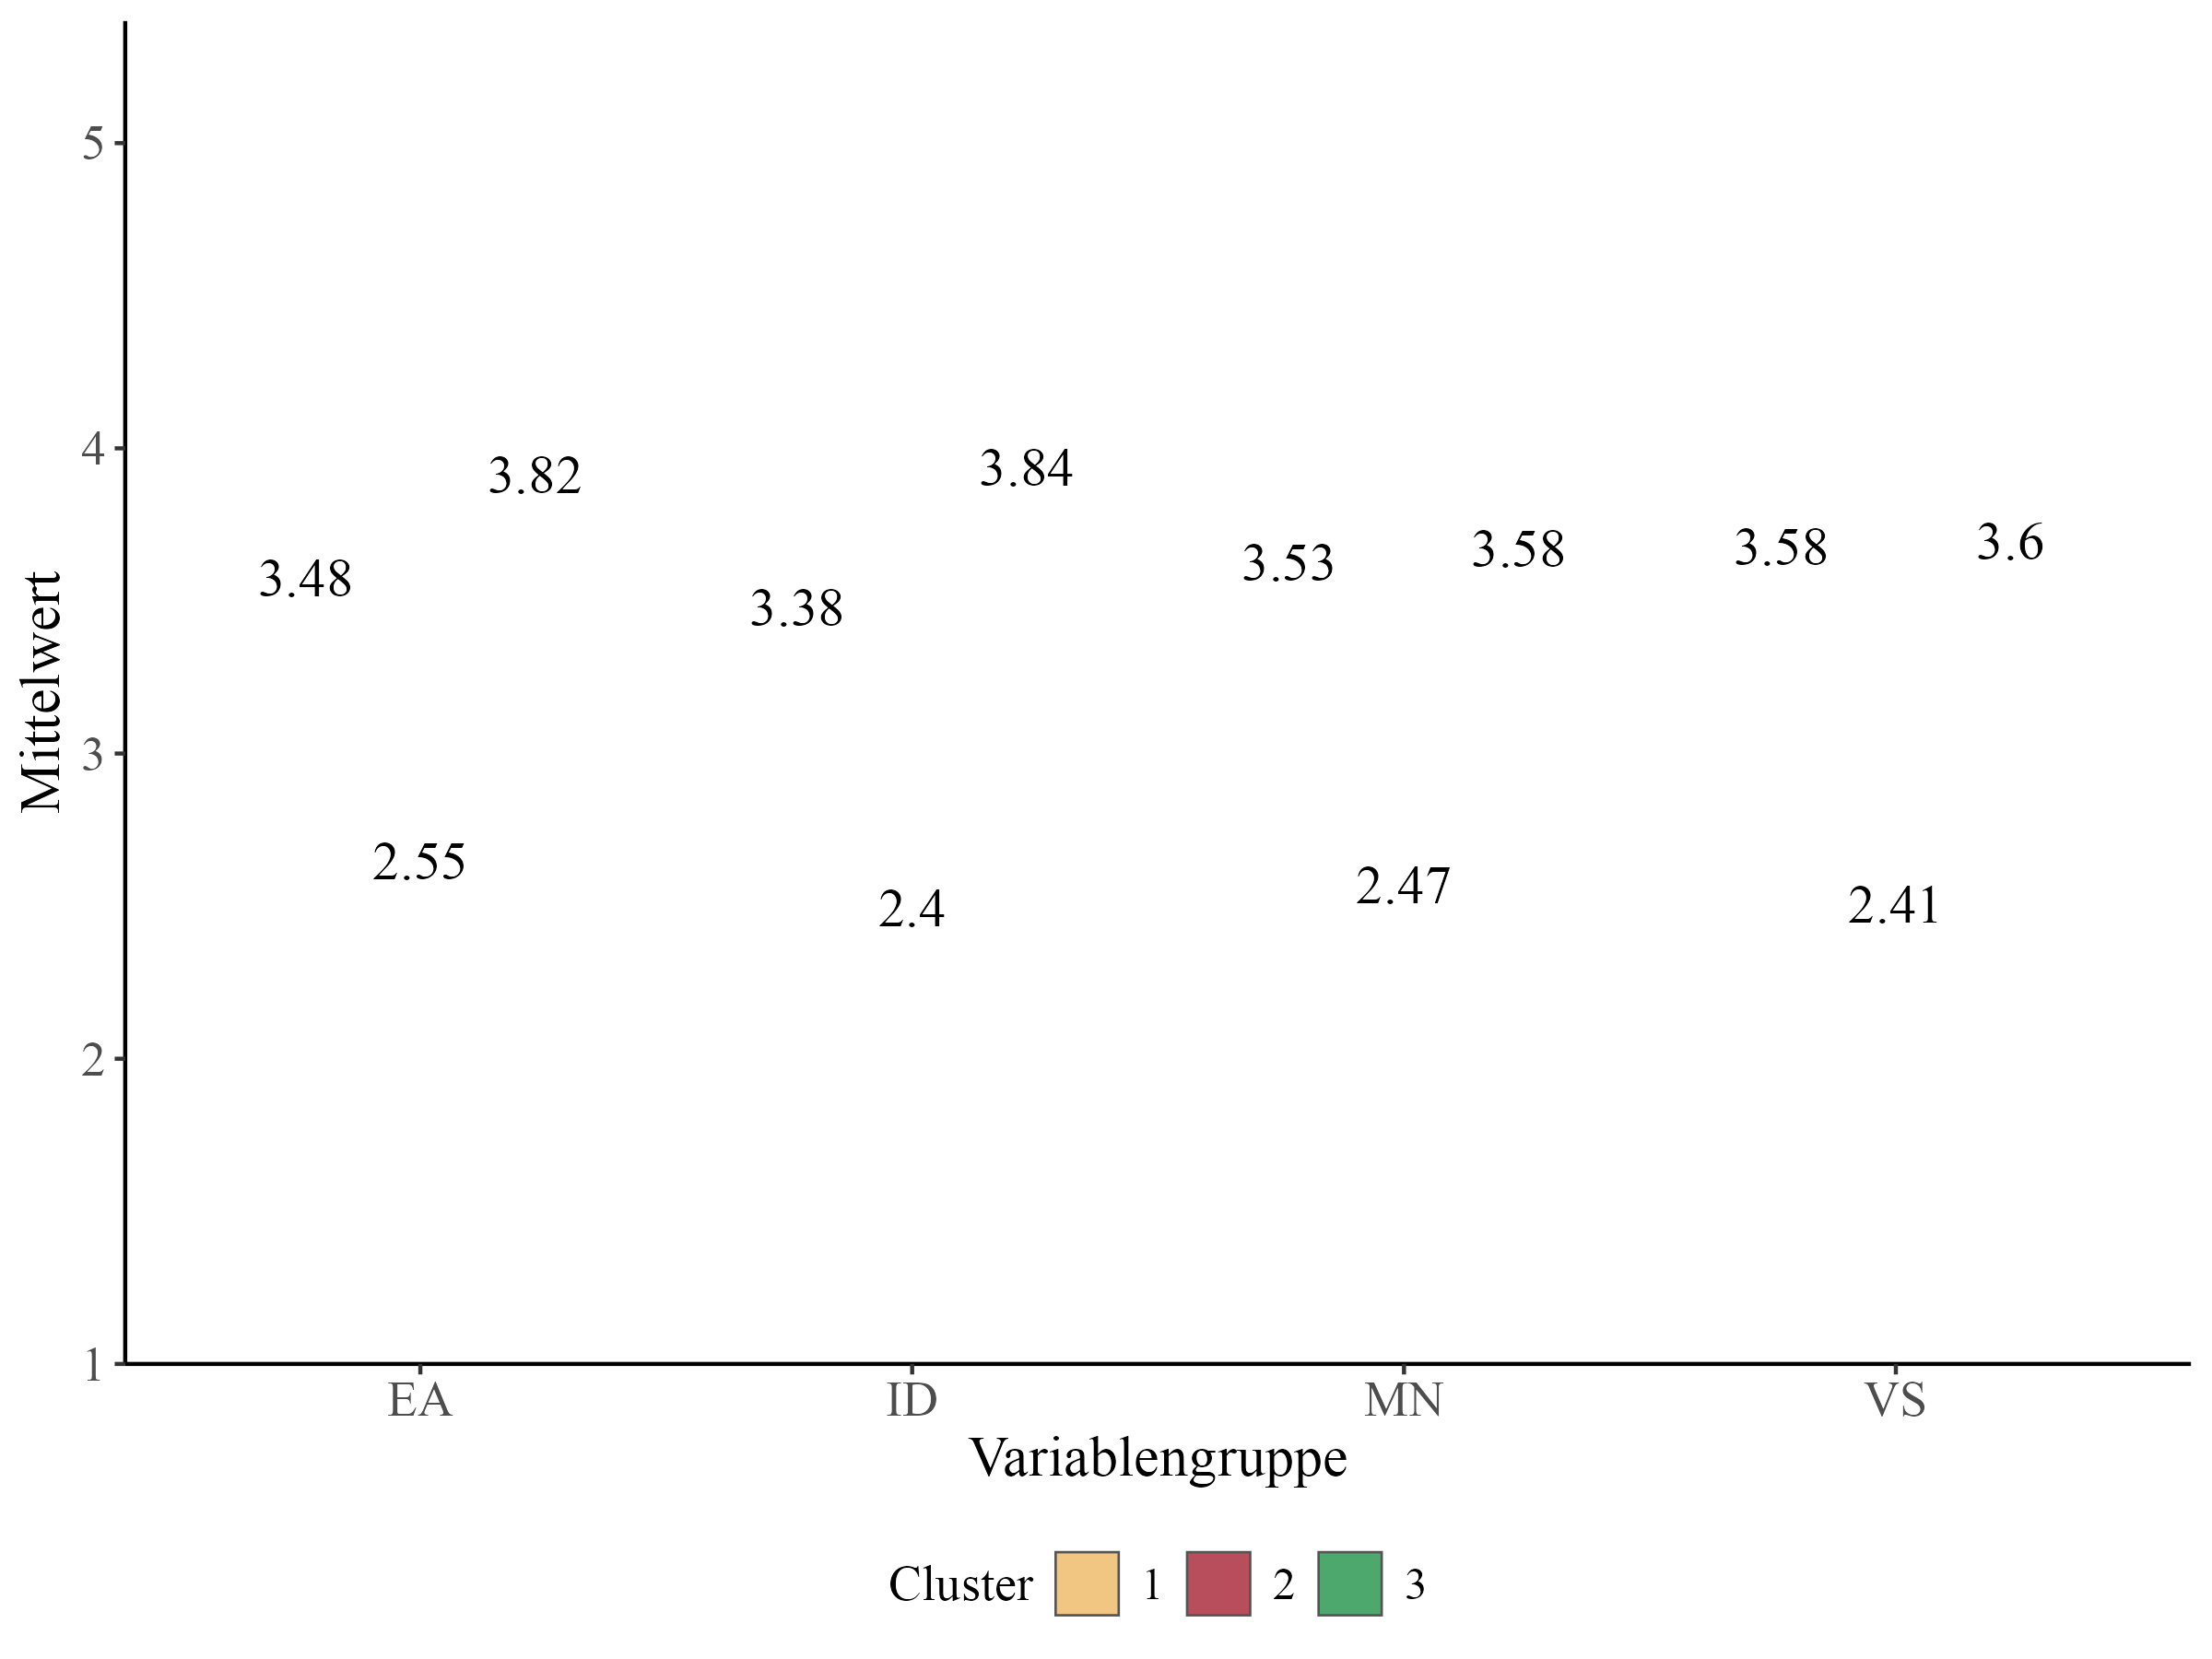 Mittelwert
5
4
3
2
1
3.48
2.55
3.82
3.38
2.4
3.84
3.53
2.47
3.58
3.58
2.41
3.6
EA
ID
MN
VS
Variablengruppe
Cluster 1 2 3